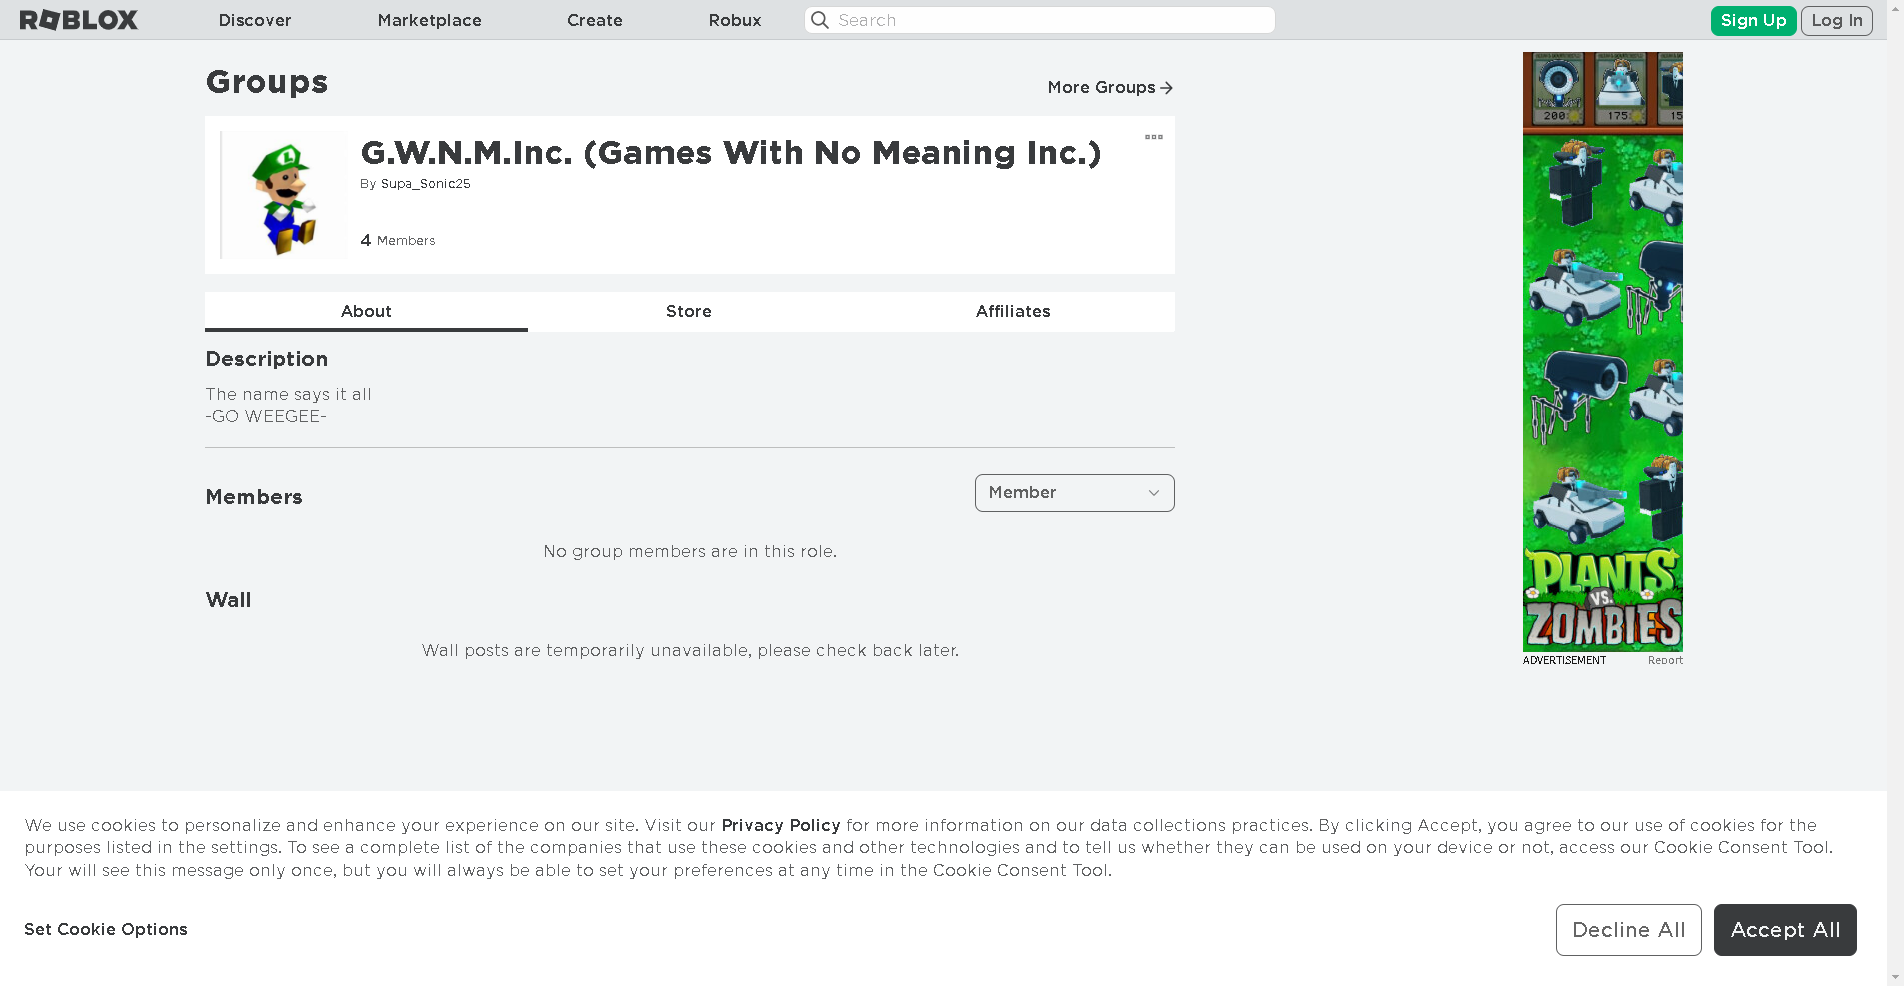 ROBLOX
Discover
Marketplace
Create
Robux
Search
Sign Up
Log In
Groups
More Groups
G.W.N.M.Inc. (Games With No Meaning Inc.)
By Supa_Sonic25
4 Members
About
Store
Affiliates
Description
The name says it all
-GO WEEGEE-
Members
Member
No group members are in this role.
Wall
Wall posts are temporarily unavailable, please check back later.
200
175
15
PLANTS
VS.
ZOMBIES
ADVERTISEMENT
Report
We use cookies to personalize and enhance your experience on our site. Visit our Privacy Policy for more information on our data collections practices. By clicking Accept, you agree to our use of cookies for the
purposes listed in the settings. To see a complete list of the companies that use these cookies and other technologies and to tell us whether they can be used on your device or not, access our Cookie Consent Tool.
Your will see this message only once, but you will always be able to set your preferences at any time in the Cookie Consent Tool.
Set Cookie Options
Decline All
Accept All